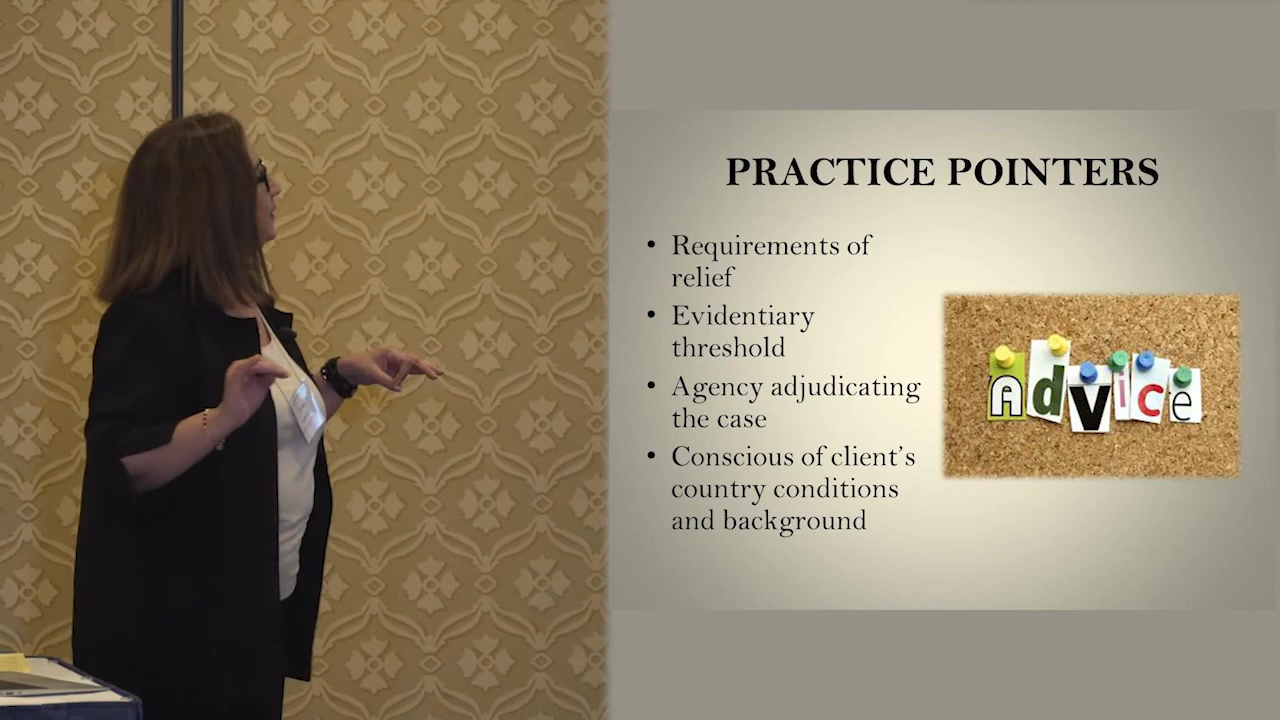 PRACTICE POINTERS
• Requirements of
relief
• Evidentiary
threshold
• Agency adjudicating
the case
• Conscious of client's
country conditions
and background
Advice